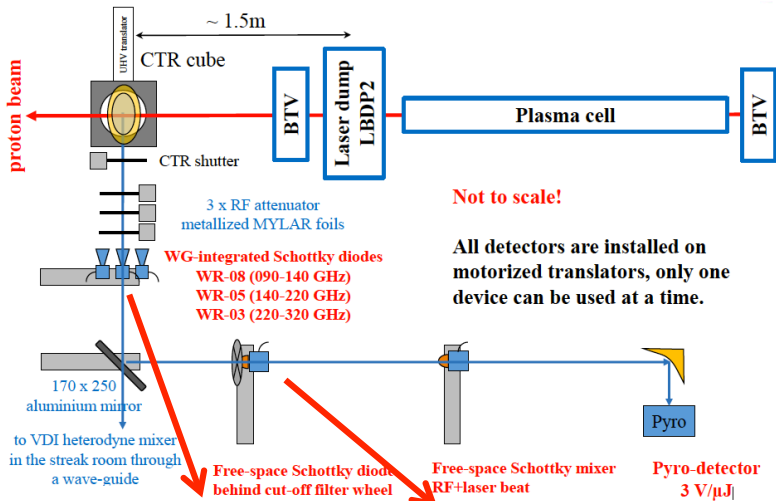 ~ 1.5m
UHV translator
CTR cube
BTV
Laser dump
LBDP2
Plasma cell
BTV
proton beam
CTR shutter
3 x RF attenuator
metallized MYLAR foils
Not to scale!
WG-integrated Schottky diodes
WR-08 (090-140 GHz)
WR-05 (140-220 GHz)
WR-03 (220-320 GHz)
All detectors are installed on
motorized translators, only one
device can be used at a time.
170 x 250
aluminium mirror
Pyro
to VDI heterodyne mixer
in the streak room through
a wave-guide
Free-space Schottky diode
behind cut-off filter wheel
Free-space Schottky mixer
RF+laser beat
Pyro-detector
3 V/µJ